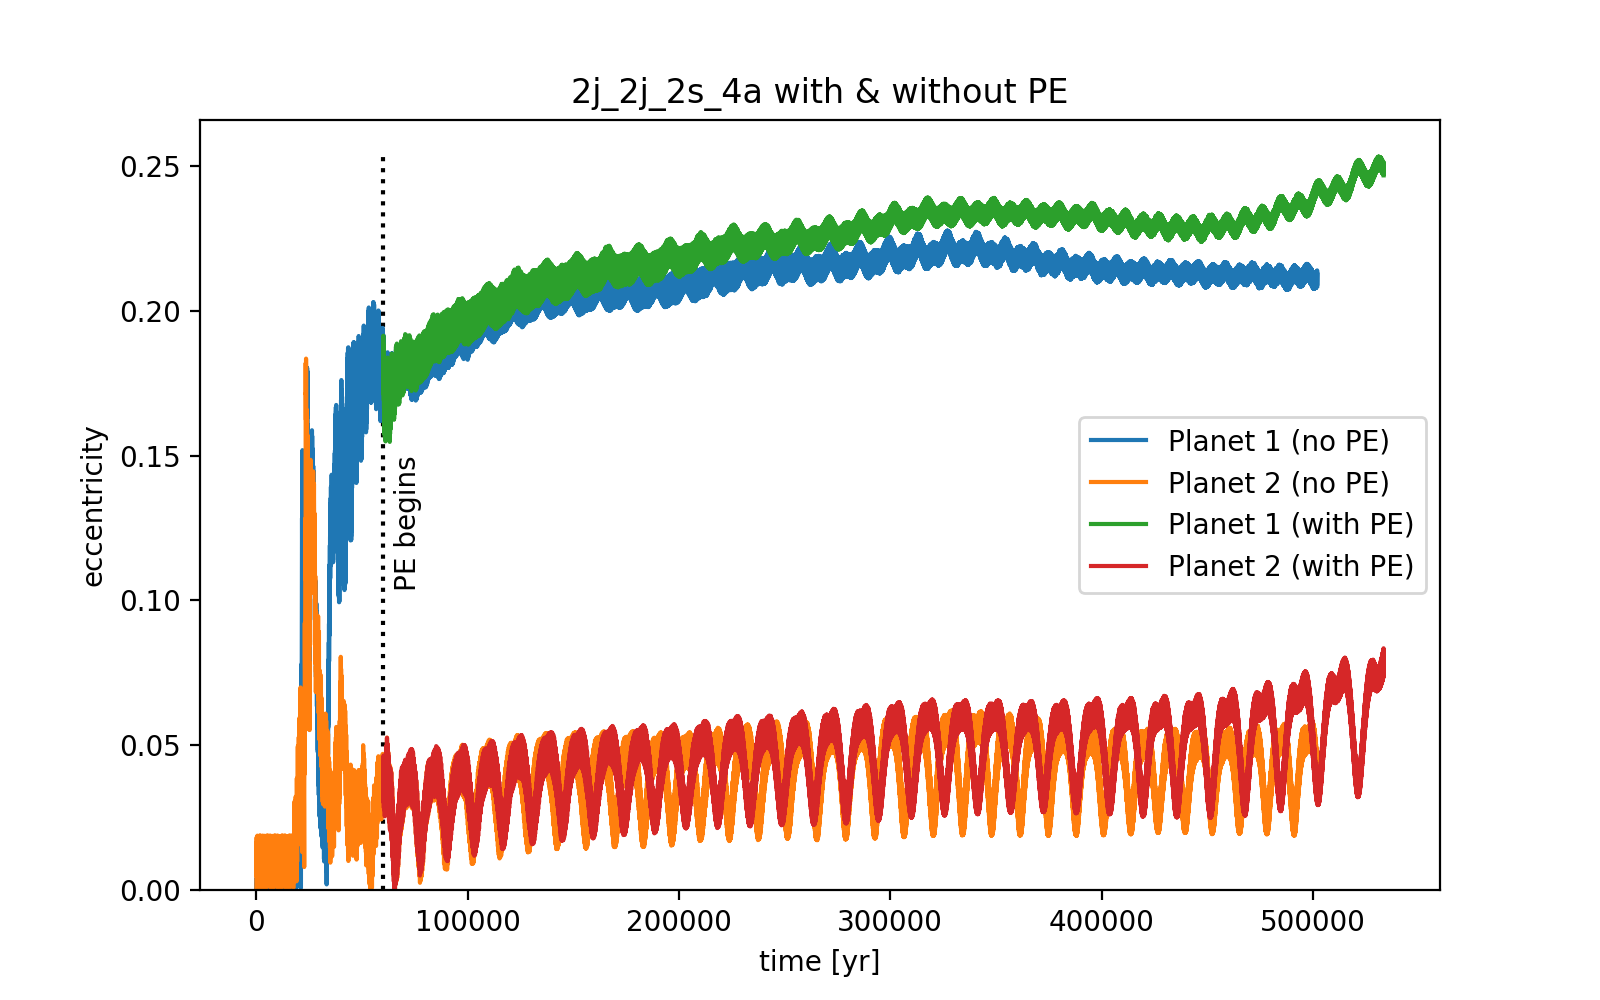 2j_2j_2s_4a with & without PE
eccentricity
0.25
0.20
0.15
0.10
0.05
0.00
PE begins
Planet 1 (no PE)
Planet 2 (no PE)
Planet 1 (with PE)
Planet 2 (with PE)
0
100000
200000
300000
400000
500000
time [yr]